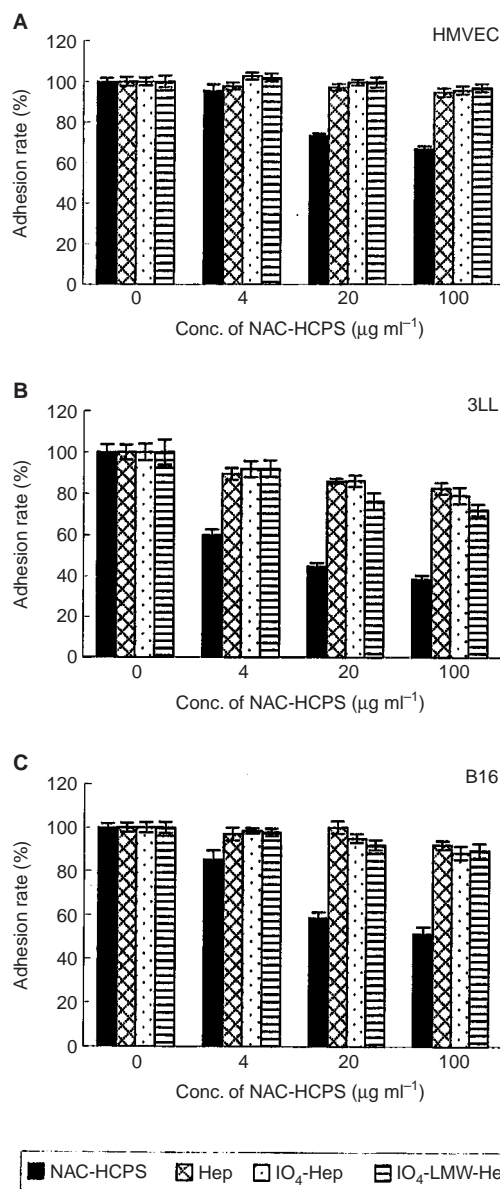 A
HMVEC
120
100
80
60
40
20
0
Adhesion rate (%)
0 4 20 100
Conc. of NAC-HCPS (μg ml⁻¹)
B
3LL
120
100
80
60
40
20
0
Adhesion rate (%)
0 4 20 100
Conc. of NAC-HCPS (μg ml⁻¹)
C
B16
120
100
80
60
40
20
0
Adhesion rate (%)
0 4 20 100
Conc. of NAC-HCPS (μg ml⁻¹)
NAC-HCPS Hep IO₄-Hep IO₄-LMW-He